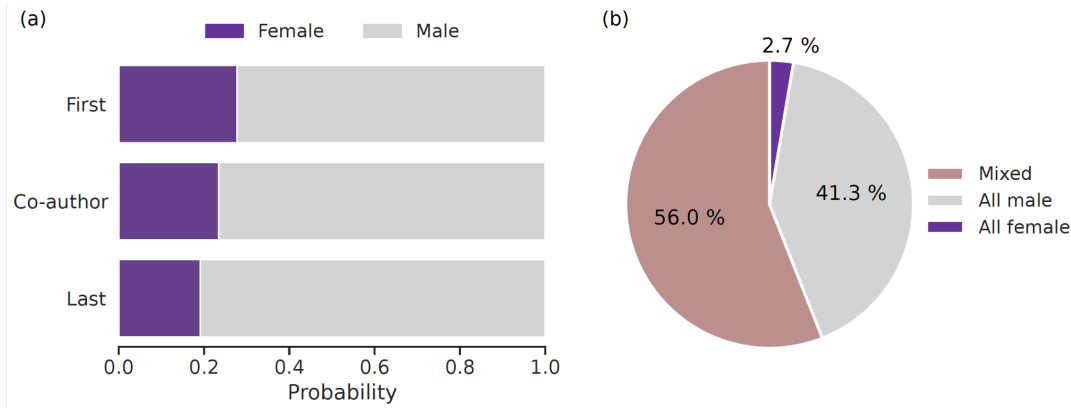 (a)
Female
Male
First
Co-author
Last
0.0 0.2 0.4 0.6 0.8 1.0
Probability
(b)
2.7 %
41.3 %
56.0 %
Mixed
All male
All female